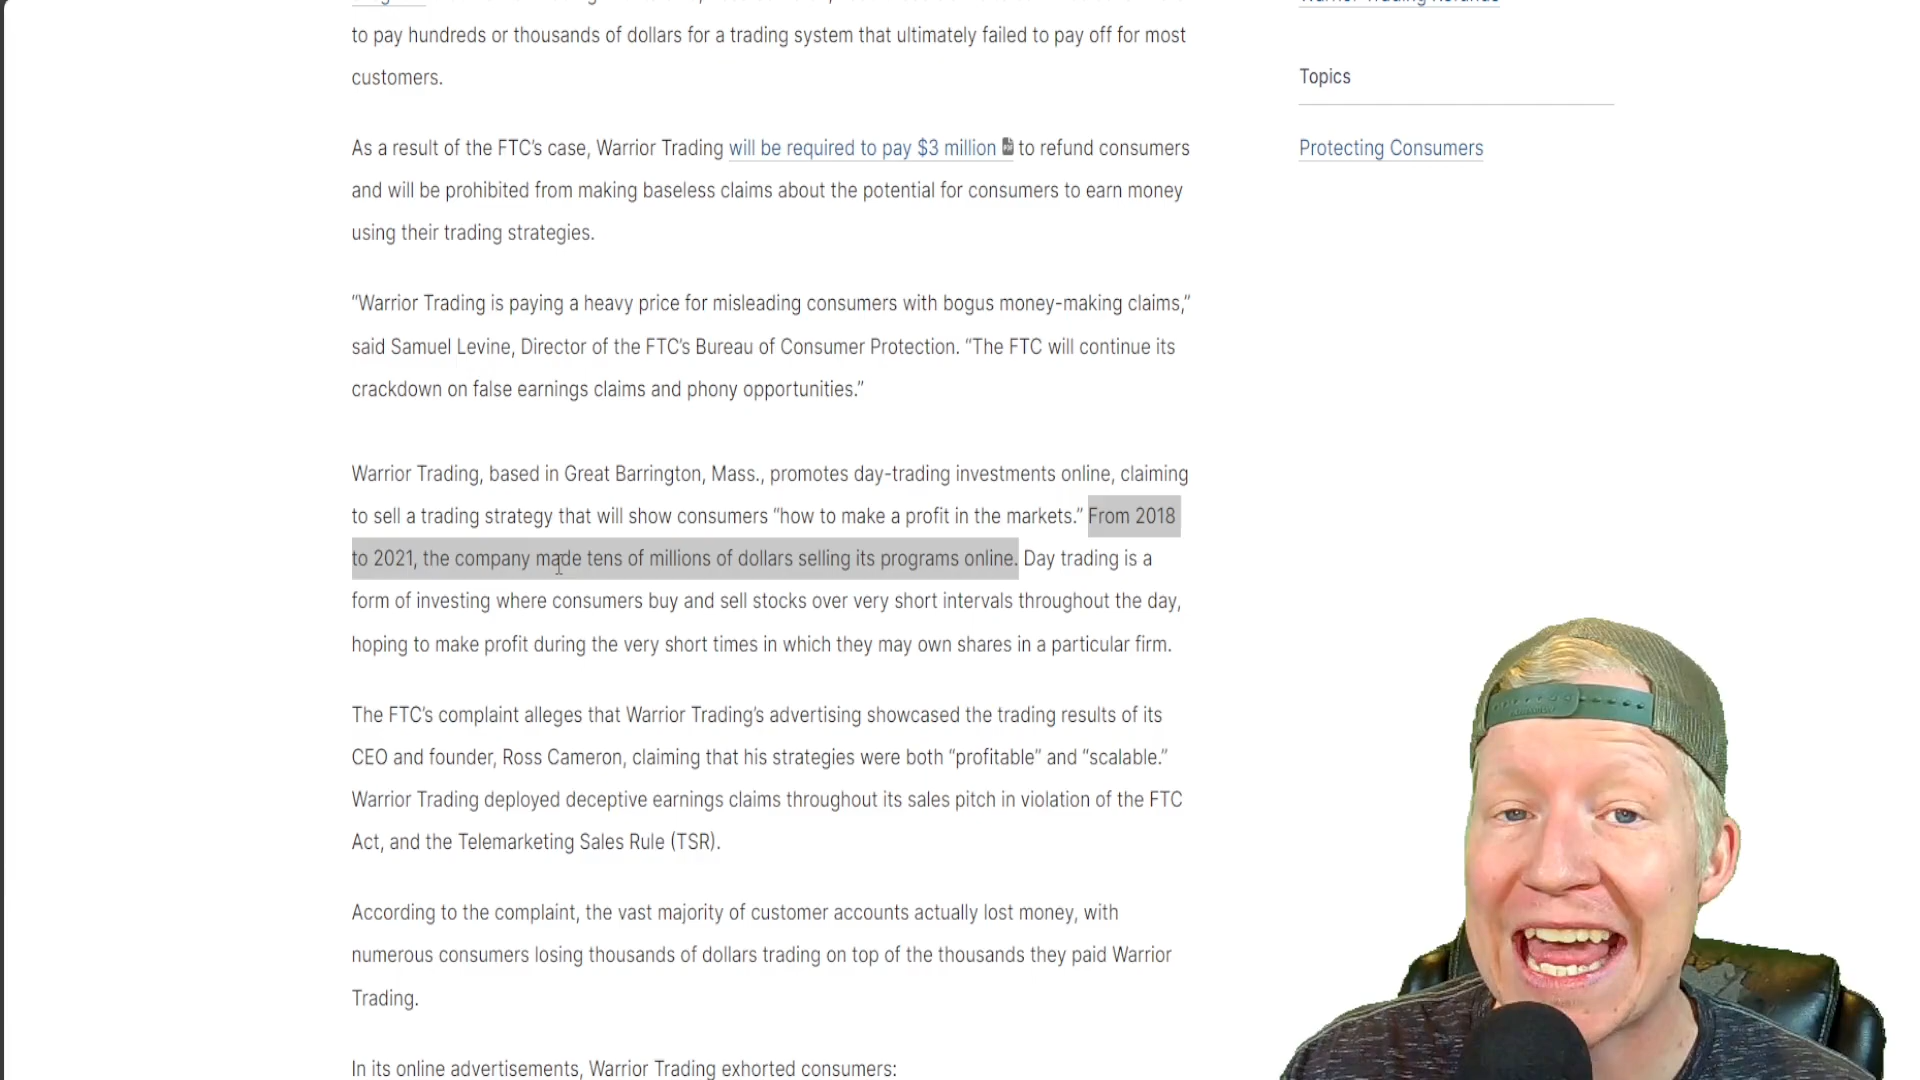 to pay hundreds or thousands of dollars for a trading system that ultimately failed to pay off for most
customers.
As a result of the FTC's case, Warrior Trading will be required to pay $3 million to refund consumers
and will be prohibited from making baseless claims about the potential for consumers to earn money
using their trading strategies.
“Warrior Trading is paying a heavy price for misleading consumers with bogus money-making claims,”
said Samuel Levine, Director of the FTC’s Bureau of Consumer Protection. “The FTC will continue its
crackdown on false earnings claims and phony opportunities.”
Warrior Trading, based in Great Barrington, Mass., promotes day-trading investments online, claiming
to sell a trading strategy that will show consumers “how to make a profit in the markets.” From 2018
to 2021, the company made tens of millions of dollars selling its programs online. Day trading is a
form of investing where consumers buy and sell stocks over very short intervals throughout the day,
hoping to make profit during the very short times in which they may own shares in a particular firm.
The FTC’s complaint alleges that Warrior Trading’s advertising showcased the trading results of its
CEO and founder, Ross Cameron, claiming that his strategies were both “profitable” and “scalable.”
Warrior Trading deployed deceptive earnings claims throughout its sales pitch in violation of the FTC
Act, and the Telemarketing Sales Rule (TSR).
According to the complaint, the vast majority of customer accounts actually lost money, with
numerous consumers losing thousands of dollars trading on top of the thousands they paid Warrior
Trading.
In its online advertisements, Warrior Trading exhorted consumers:
Warrior Trading Refunds
Topics
Protecting Consumers